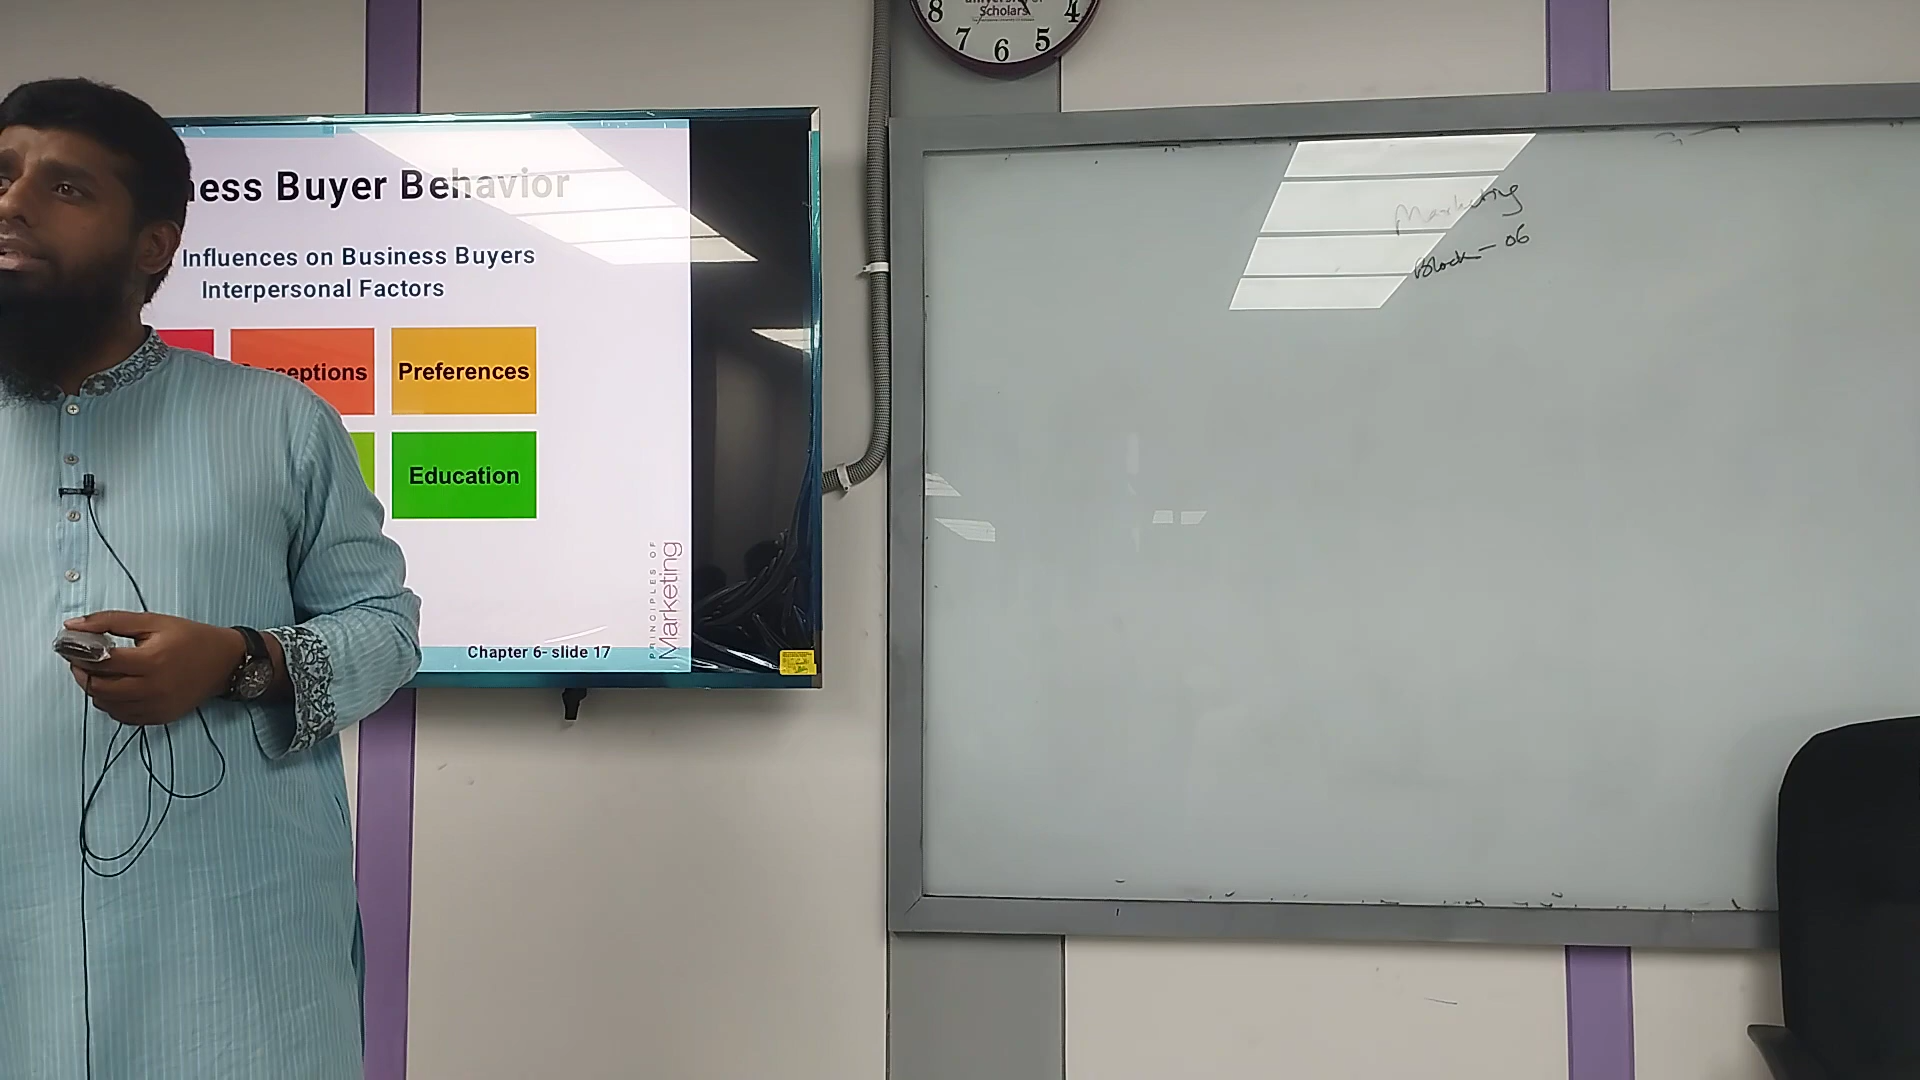 8 7 6 5 4
Scholars
ness Buyer Behavior
Influences on Business Buyers
Interpersonal Factors
rceptions
Preferences
Education
PRINCIPLES OF
Marketing
Chapter 6- slide 17
Marketing
Block-06